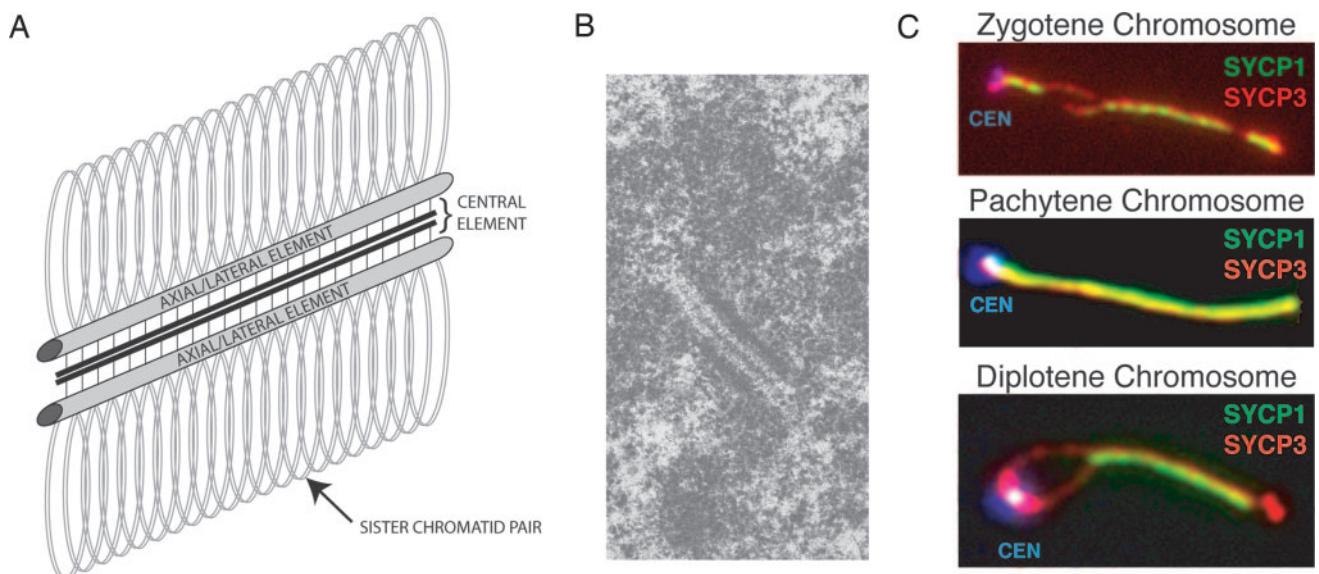 A
AXIAL/LATERAL ELEMENT
AXIAL/LATERAL ELEMENT
CENTRAL
ELEMENT
SISTER CHROMATID PAIR
B
C
Zygotene Chromosome
SYCP1
SYCP3
CEN
Pachytene Chromosome
SYCP1
SYCP3
CEN
Diplotene Chromosome
SYCP1
SYCP3
CEN